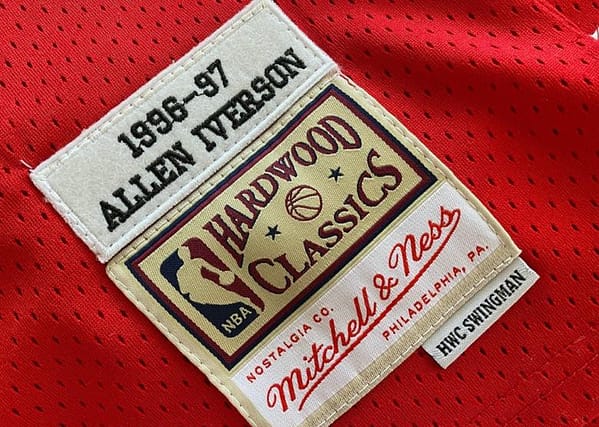 1996-97
ALLEN IVERSON
HARDWOOD
CLASSICS
NBA
NOSTALGIA CO.
Mitchell & Ness
PHILADELPHIA, PA.
HWC SWINGMAN